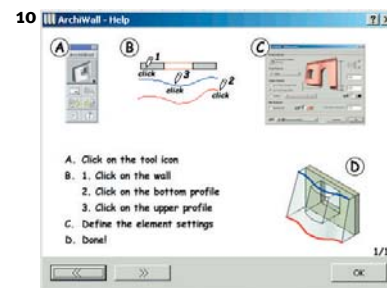 10
ArchiWall - Help
A
B
C
1
click
3
click
2
click
A. Click on the tool icon
B. 1. Click on the wall
2. Click on the bottom profile
3. Click on the upper profile
C. Define the element settings
D. Done!
D
1/1
<<
>>
OK